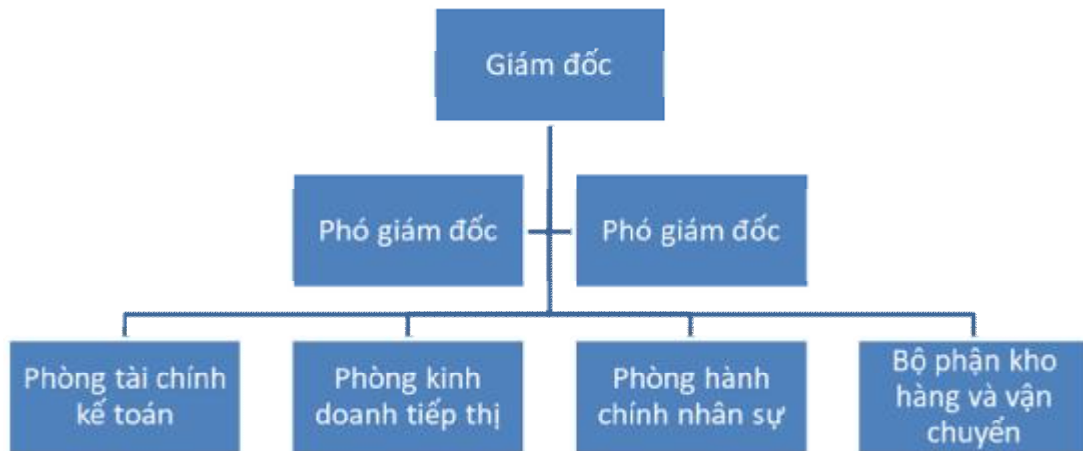 Giám đốc
Phó giám đốc
Phó giám đốc
Phòng tài chính
kế toán
Phòng kinh
doanh tiếp thị
Phòng hành
chính nhân sự
Bộ phận kho
hàng và vận
chuyển